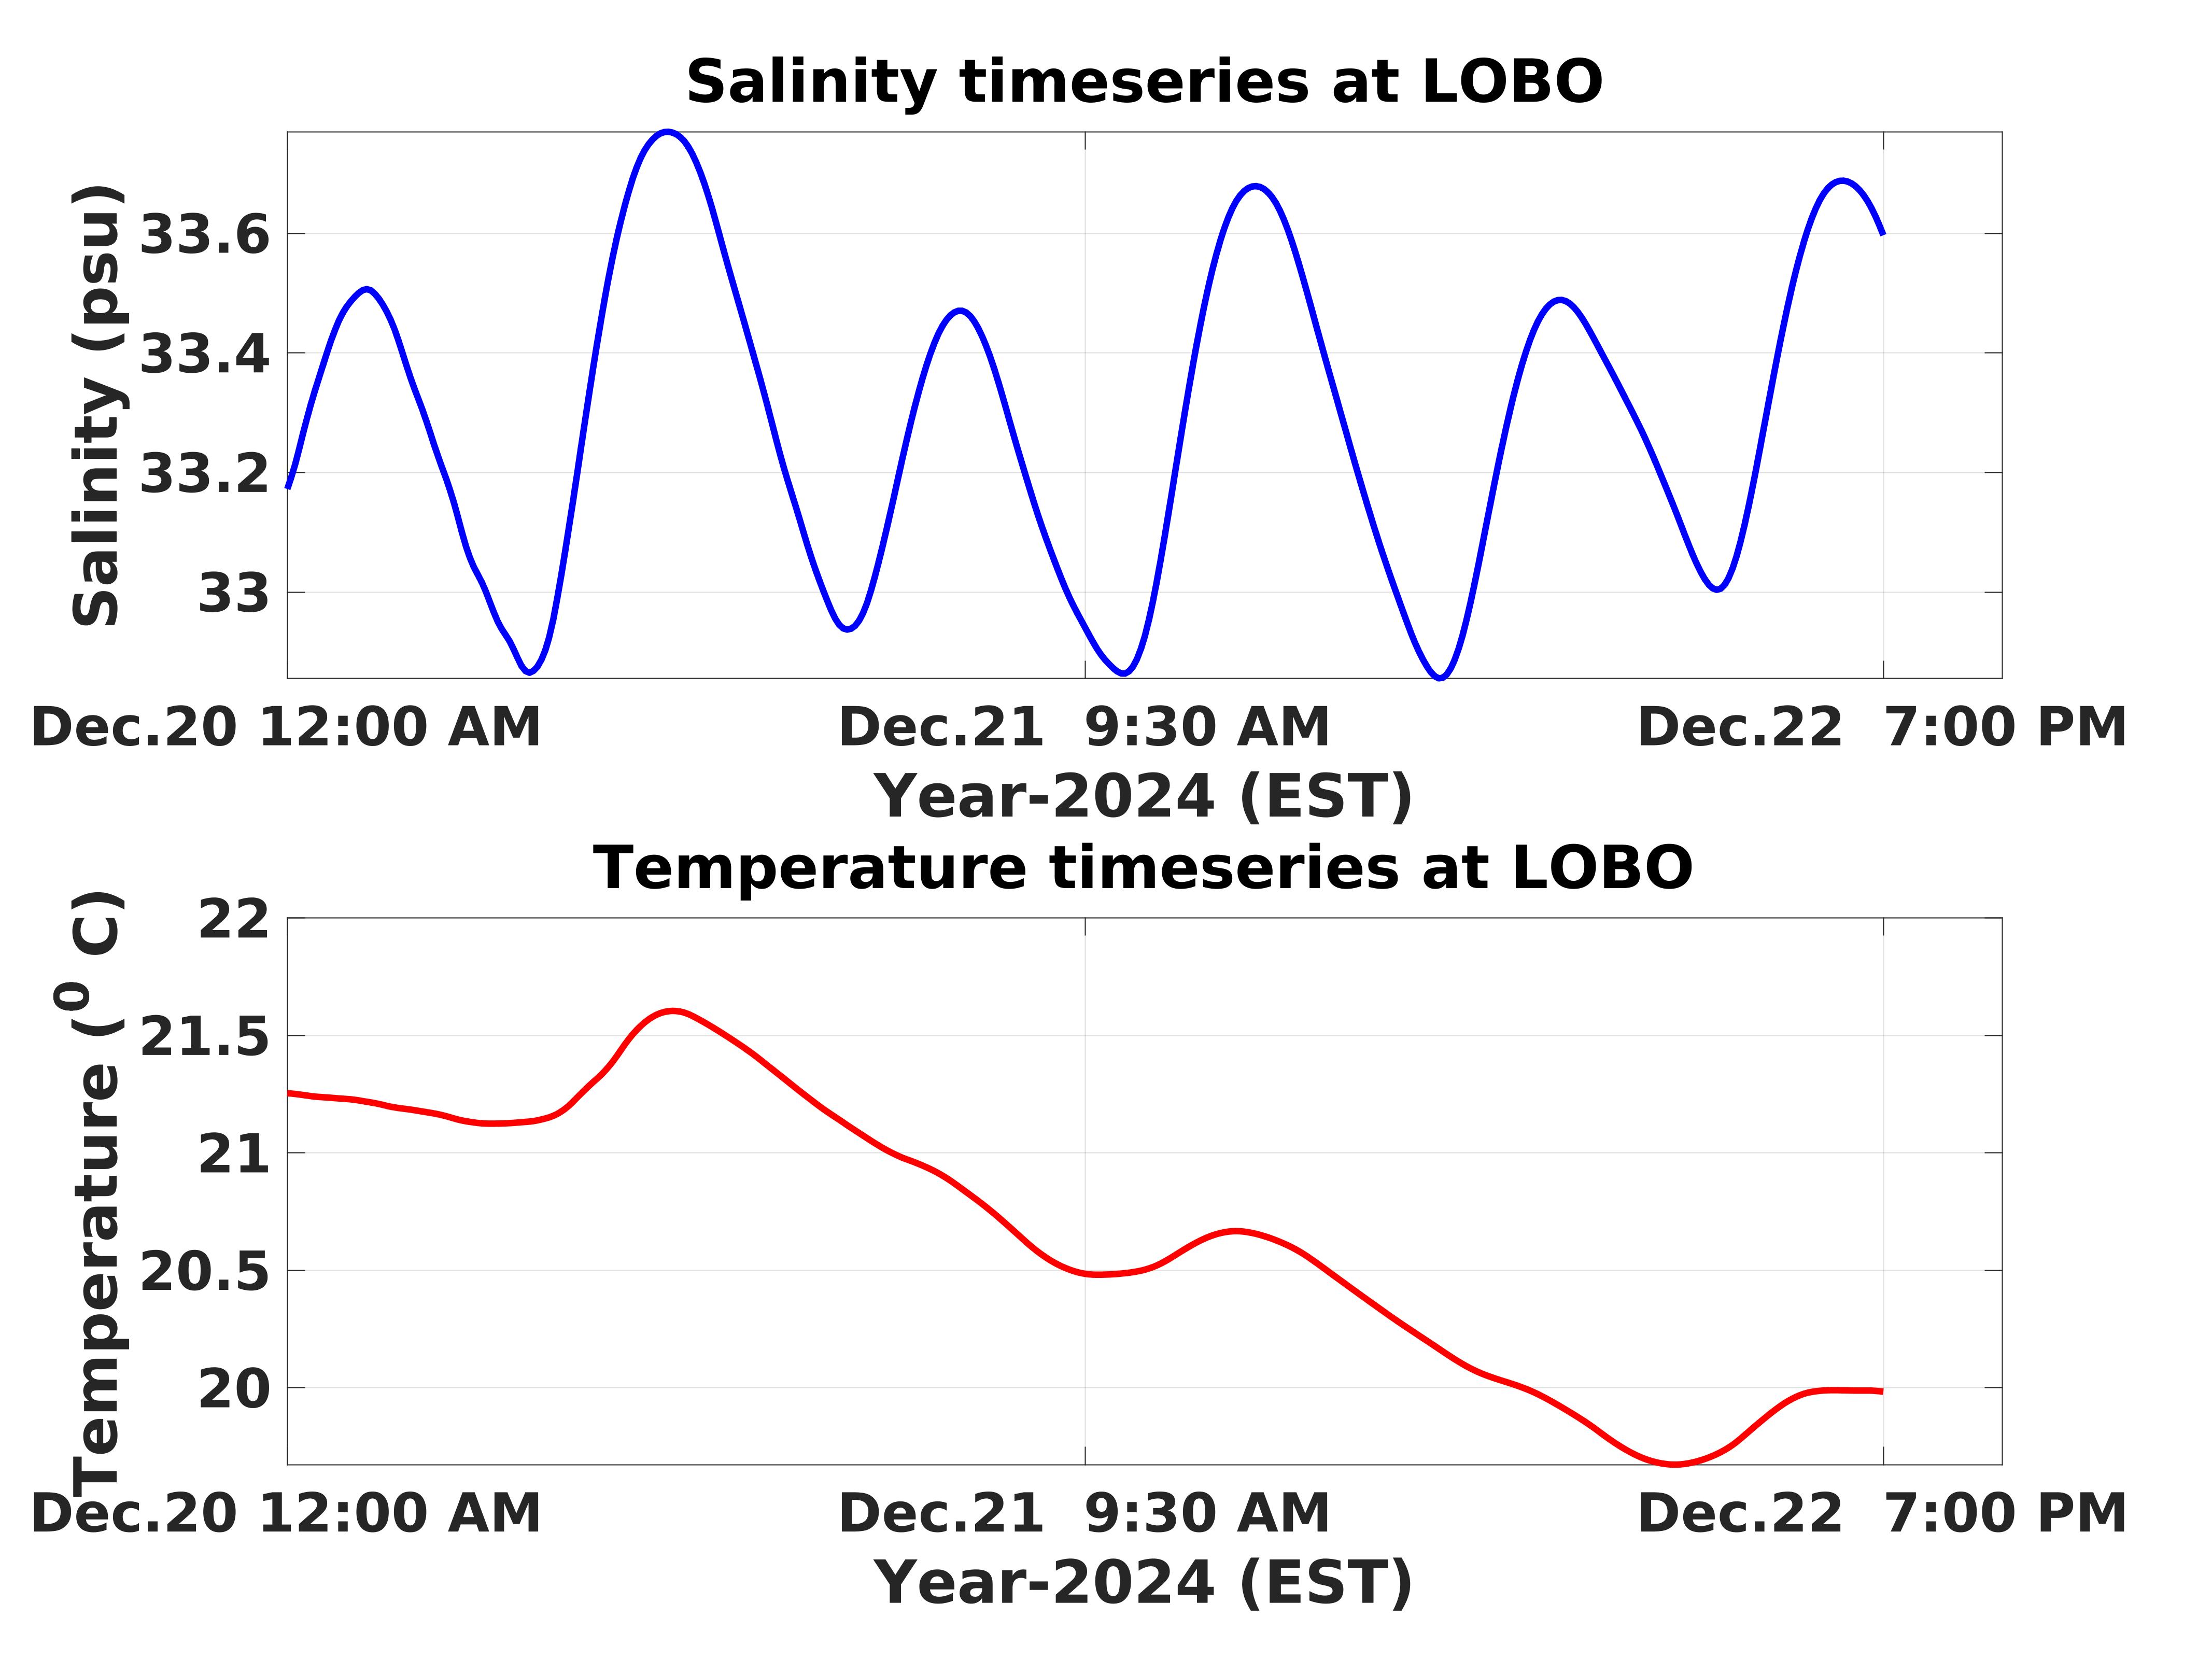 Salinity timeseries at LOBO
Salinity (psu)
33.6
33.4
33.2
33
Dec.20 12:00 AM Dec.21  9:30 AM Dec.22  7:00 PM
Year-2024 (EST)
Temperature timeseries at LOBO
Temperature (⁰ C)
22
21.5
21
20.5
20
Dec.20 12:00 AM Dec.21  9:30 AM Dec.22  7:00 PM
Year-2024 (EST)